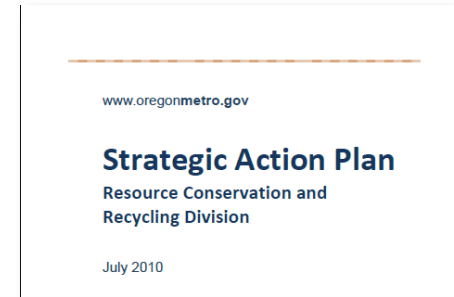 www.oregonmetro.gov
Strategic Action Plan
Resource Conservation and
Recycling Division
July 2010